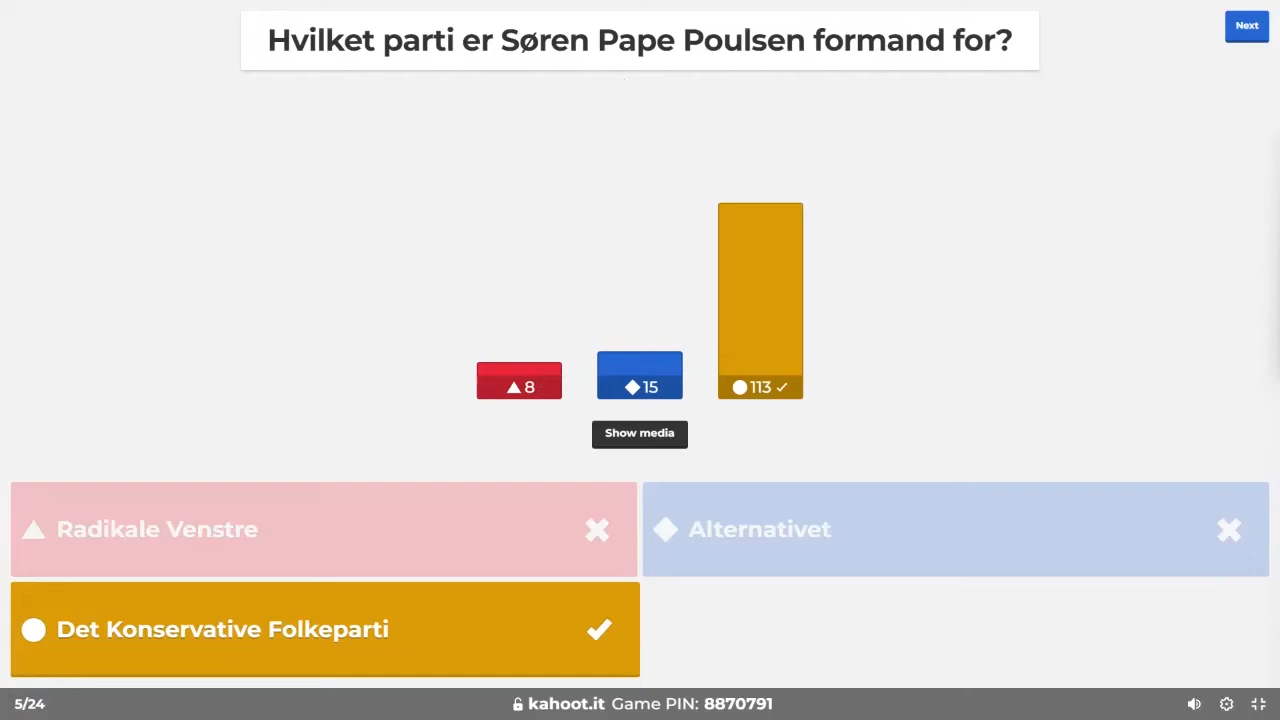 Hvilket parti er Søren Pape Poulsen formand for?
Next
8
15
113
Show media
Radikale Venstre
Alternativet
Det Konservative Folkeparti
5/24
kahoot.it Game PIN: 8870791